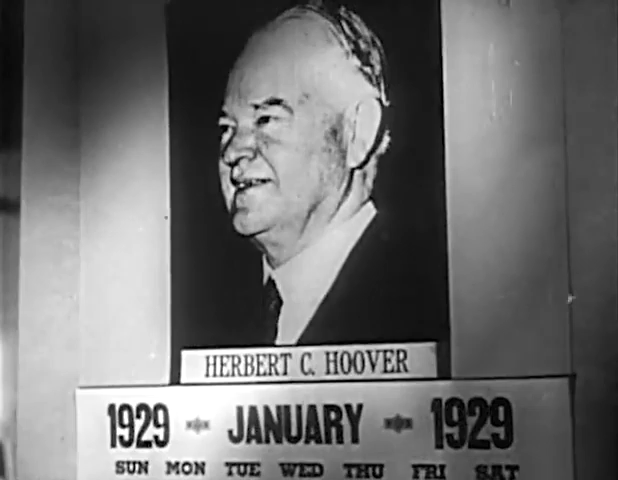 HERBERT C. HOOVER
1929 JANUARY 1929
SUN MON TUE WED THU FRI SAT